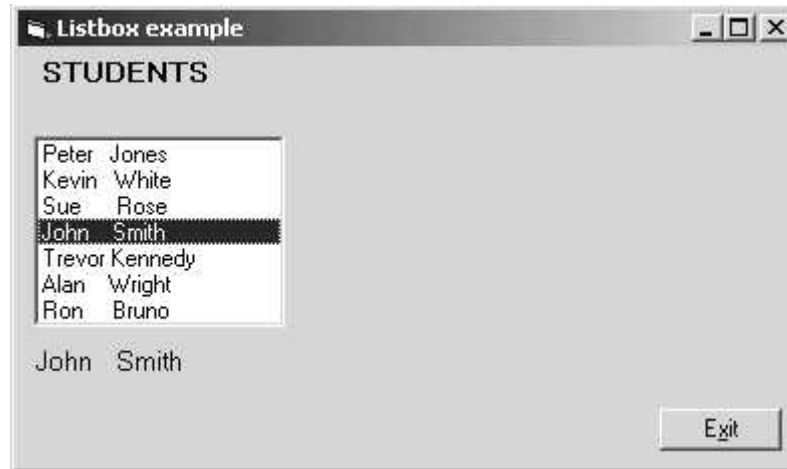 Listbox example
STUDENTS
Peter Jones
Kevin White
Sue Rose
John Smith
Trevor Kennedy
Alan Wright
Ron Bruno
John Smith
Exit